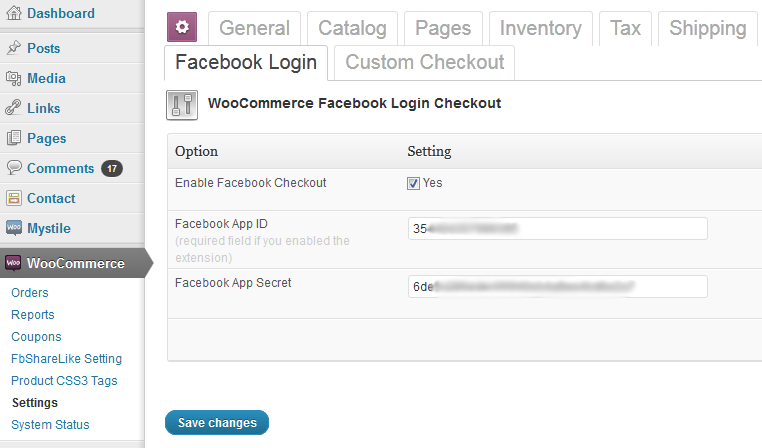 Dashboard
Posts
Media
Links
Pages
Comments 17
Contact
WOO Mystile
Woo WooCommerce
Orders
Reports
Coupons
FbShareLike Setting
Product CSS3 Tags
Settings
System Status
General Catalog Pages Inventory Tax Shipping
Facebook Login Custom Checkout
WooCommerce Facebook Login Checkout
Option Setting
Enable Facebook Checkout Yes
Facebook App ID 354
(required field if you enabled the
extension)
Facebook App Secret 6de
Save changes